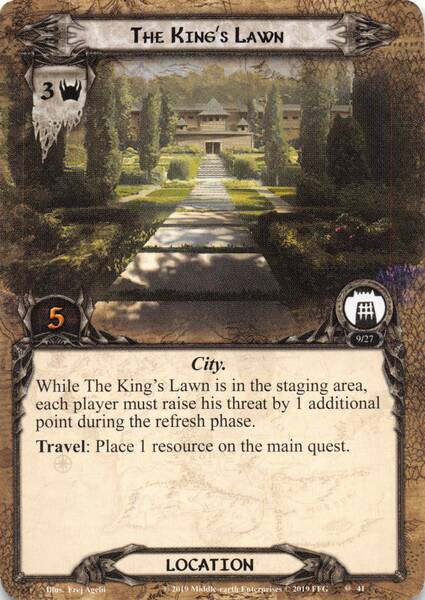 The King's Lawn
3
5
9/27
City.
While The King's Lawn is in the staging area,
each player must raise his threat by 1 additional
point during the refresh phase.
Travel: Place 1 resource on the main quest.
LOCATION
Illus. Frej Agelii © 2019 Middle-earth Enterprises © 2019 FFG 41